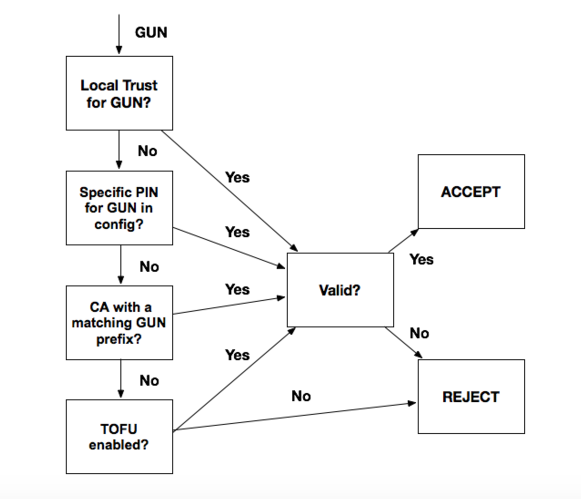 GUN
Local Trust
for GUN?
No
Yes
Specific PIN
for GUN in
config?
Yes
No
CA with a
matching GUN
prefix?
Yes
No
Yes
TOFU
enabled?
No
Valid?
Yes
ACCEPT
No
REJECT